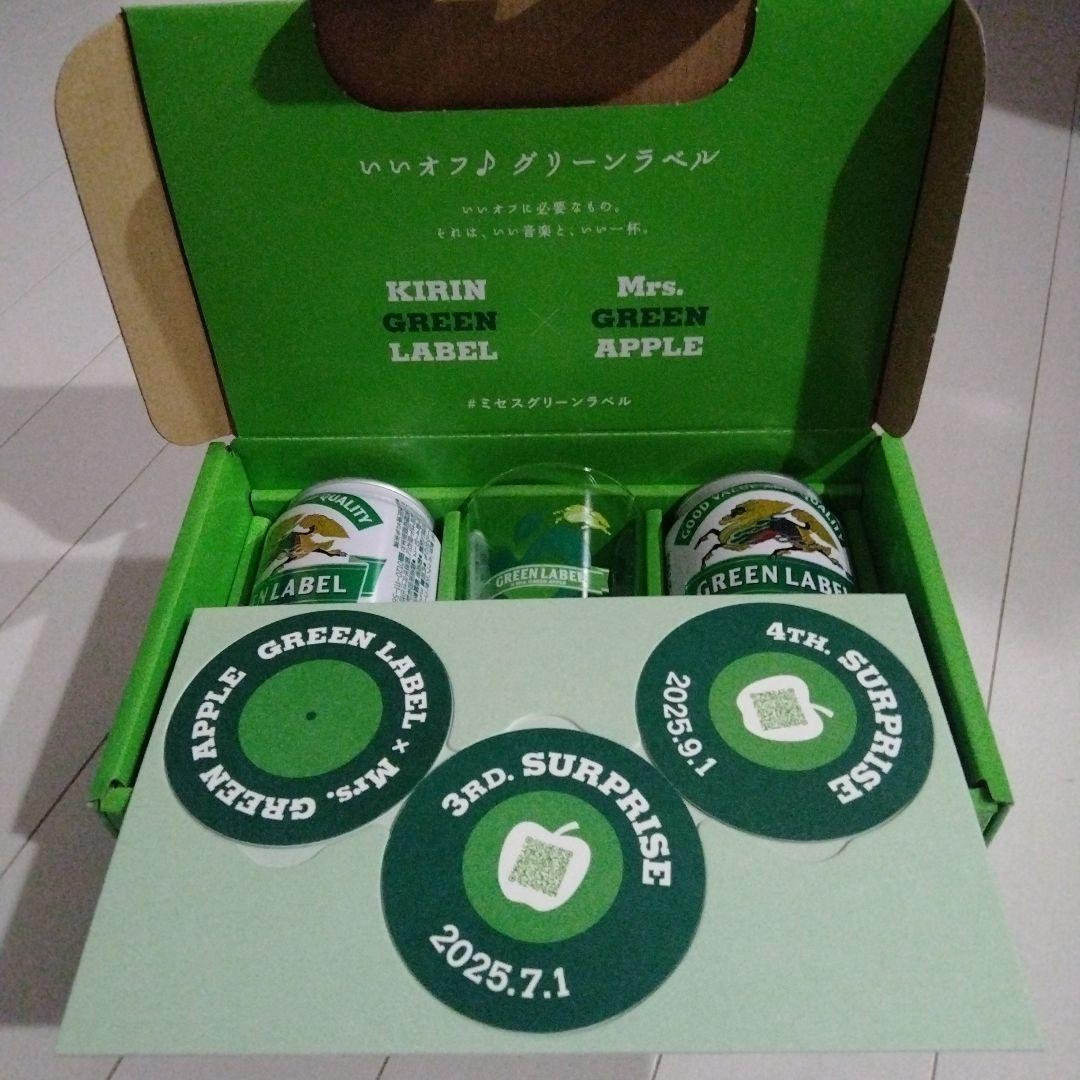 いいオフ♪グリーンラベル
いいオフに必要なもの。
それは、いい音楽と、いい一杯。
KIRIN
GREEN
LABEL
×
Mrs.
GREEN
APPLE
#ミセスグリーンラベル
QUALITY
N LABEL
GREEN LABEL
GOOD VALUE AND QUALITY
GREEN LABEL
GREEN LABEL × Mrs. GREEN APPLE
3RD. SURPRISE
2025.7.1
4TH. SURPRISE
2025.9.1